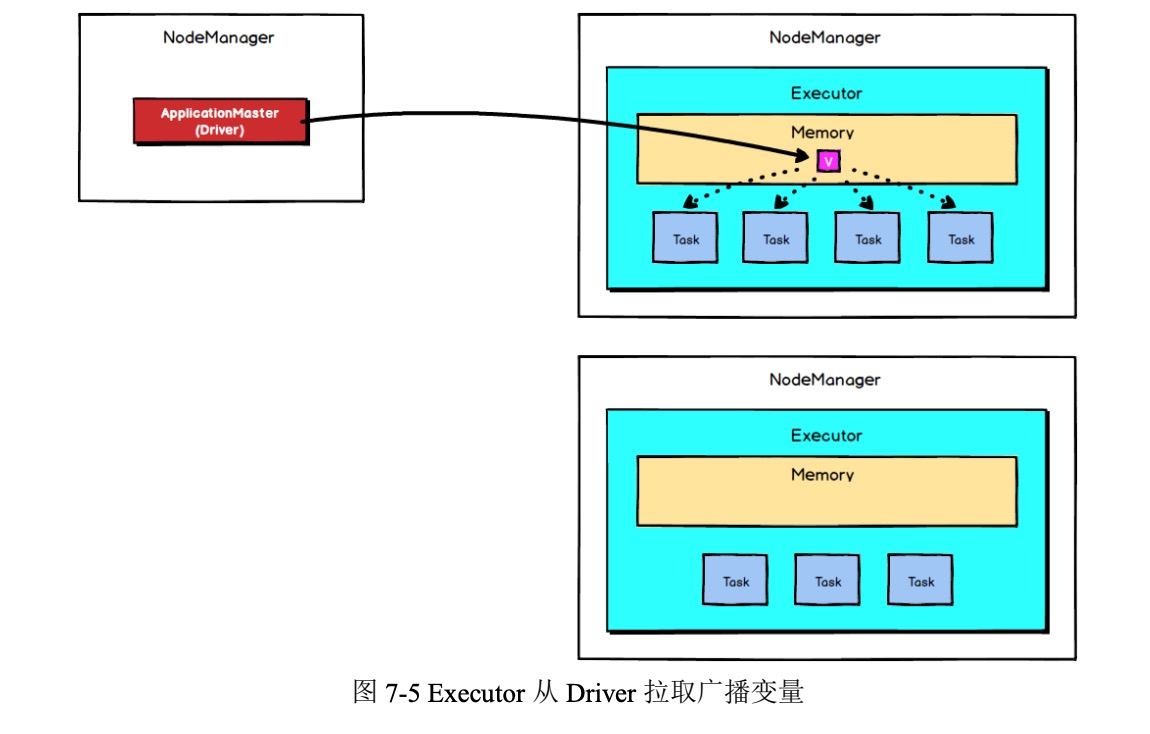 NodeManager
ApplicationMaster
(Driver)
NodeManager
Executor
Memory
V
Task Task Task Task
NodeManager
Executor
Memory
Task Task Task
图 7-5 Executor 从 Driver 拉取广播变量